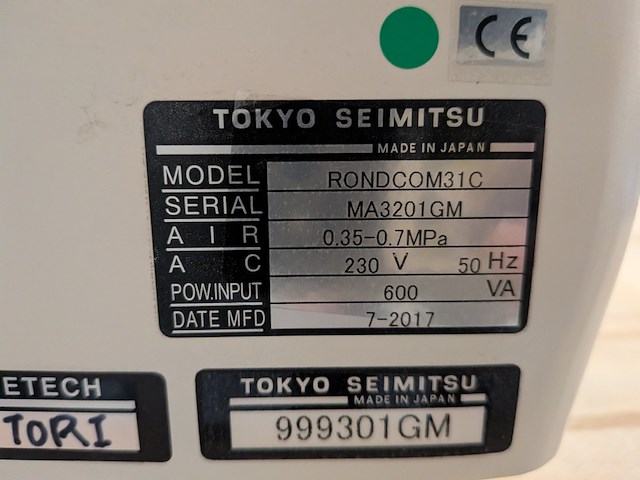 CE
TOKYO SEIMITSU
MADE IN JAPAN
MODEL RONDCOM31C
SERIAL MA3201GM
AIR 0.35-0.7MPa
AC 230 V 50 Hz
POW.INPUT 600 VA
DATE MFD 7-2017
ETECH
TORI
TOKYO SEIMITSU
MADE IN JAPAN
999301GM